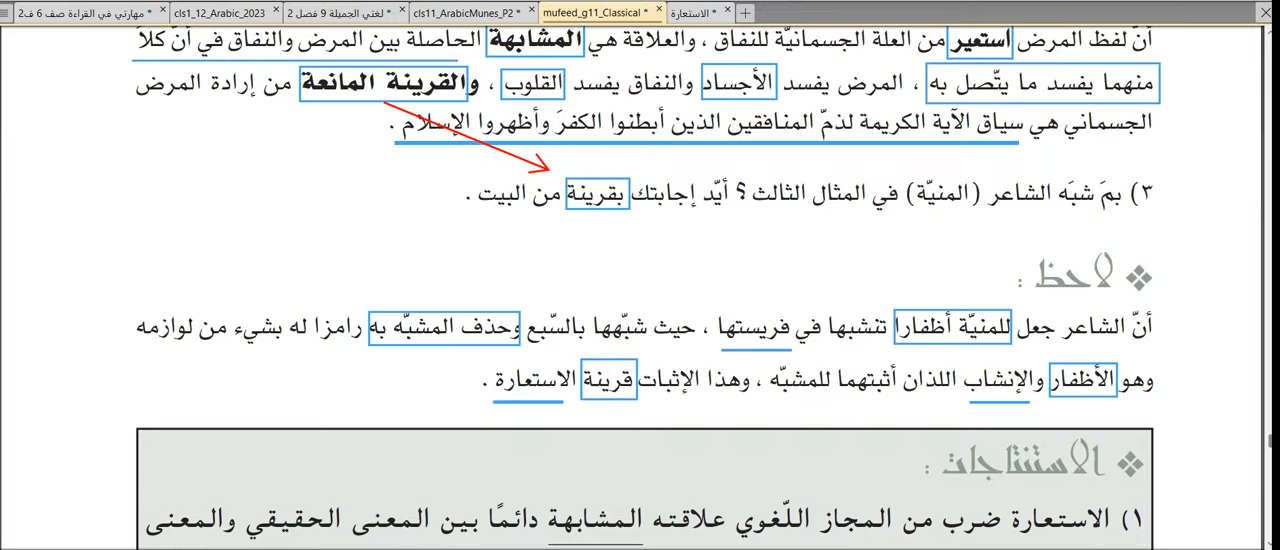 مهارتي في القراءة صف 6 ف2 *
cls1_12_Arabic_2023 *
لغتي الجميلة 9 فصل 2 *
cls11_ArabicMunes_P2 *
mufeed_g11_Classical *
الاستعارة *
أنّ لفظ المرض استعير من العلة الجسمانيّة للنفاق ، والعلاقة هي المشابهة الحاصلة بين المرض والنفاق في أنّ كلاً
منهما يفسد ما يتّصل به ، المرض يفسد الأجساد والنفاق يفسد القلوب ، والقرينة المانعة من إرادة المرض
الجسماني هي سياق الآية الكريمة لذمّ المنافقين الذين أبطنوا الكفرَ وأظهروا الإسلام .
٣) بمَ شبَه الشاعر (المنيّة) في المثال الثالث ؟ أيّد إجابتك بقرينة من البيت .
❖ لاحظ :
أنّ الشاعر جعل للمنيّة أظفارا تنشبها في فريستها ، حيث شبّهها بالسّبع وحذف المشبّه به رامزا له بشيء من لوازمه
وهو الأظفار والإنشاب اللذان أثبتهما للمشبّه ، وهذا الإثبات قرينة الاستعارة .
❖ الاستنتاجات :
١) الاستعارة ضرب من المجاز اللّغوي علاقته المشابهة دائمًا بين المعنى الحقيقي والمعنى